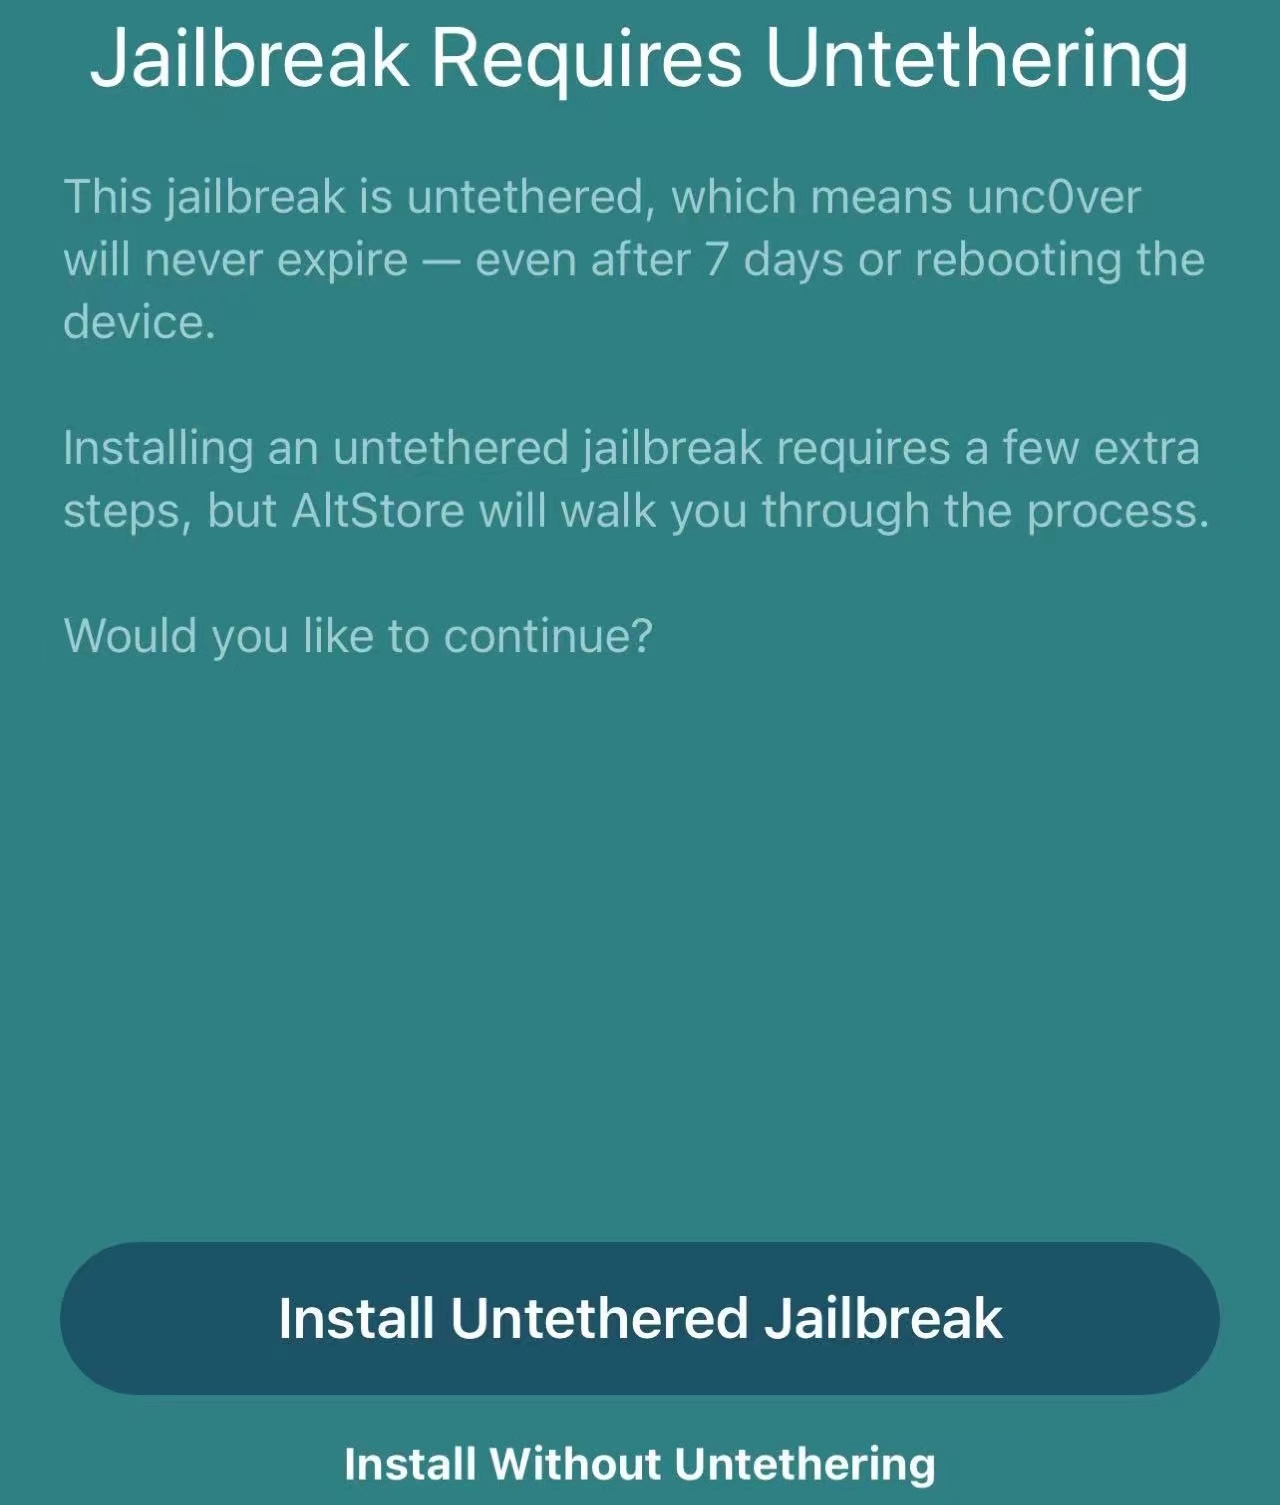 Jailbreak Requires Untethering
This jailbreak is untethered, which means unc0ver
will never expire — even after 7 days or rebooting the
device.
Installing an untethered jailbreak requires a few extra
steps, but AltStore will walk you through the process.
Would you like to continue?
Install Untethered Jailbreak
Install Without Untethering